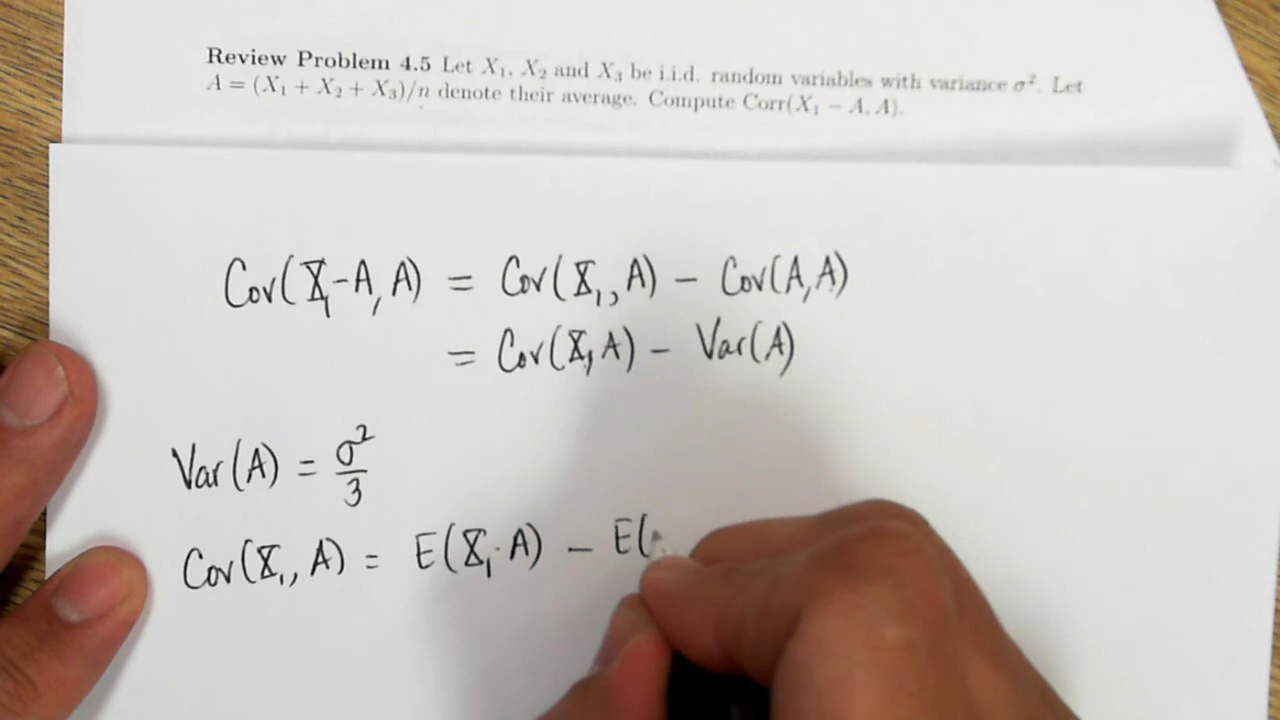 Review Problem 4.5 Let X₁, X₂ and X₃ be i.i.d. random variables with variance σ². Let
A = (X₁ + X₂ + X₃)/n denote their average. Compute Corr(X₁ − A, A).
Cov(X₁-A, A) = Cov(X₁, A) − Cov(A,A)
= Cov(X₁, A) − Var(A)
Var(A) = σ²/3
Cov(X₁, A) = E(X₁·A) − E(